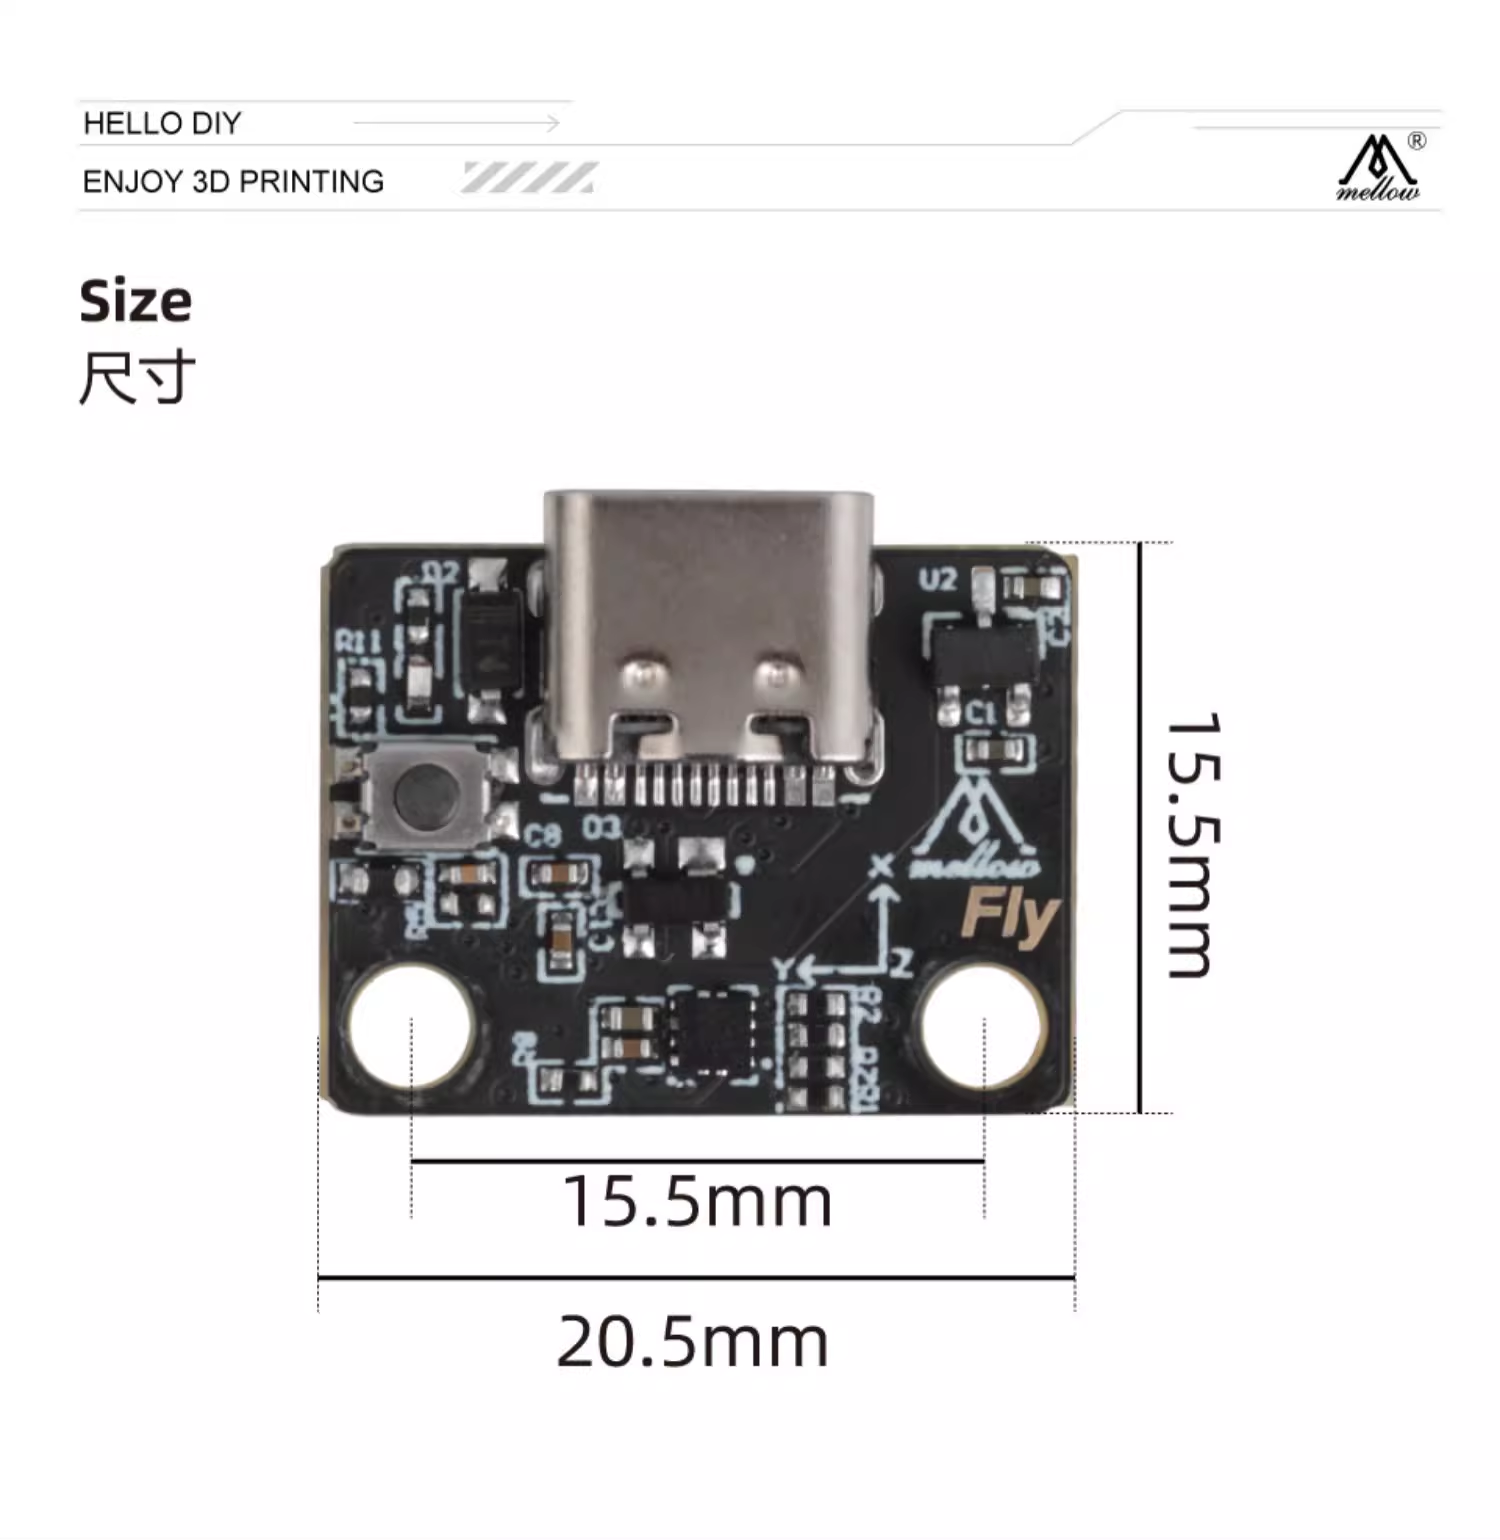 HELLO DIY
ENJOY 3D PRINTING
®
mellow
Size
尺寸
D2
U2
R11
C1
C8
D3
mellow
X
Fly
Y
Z
R8
15.5mm
15.5mm
20.5mm